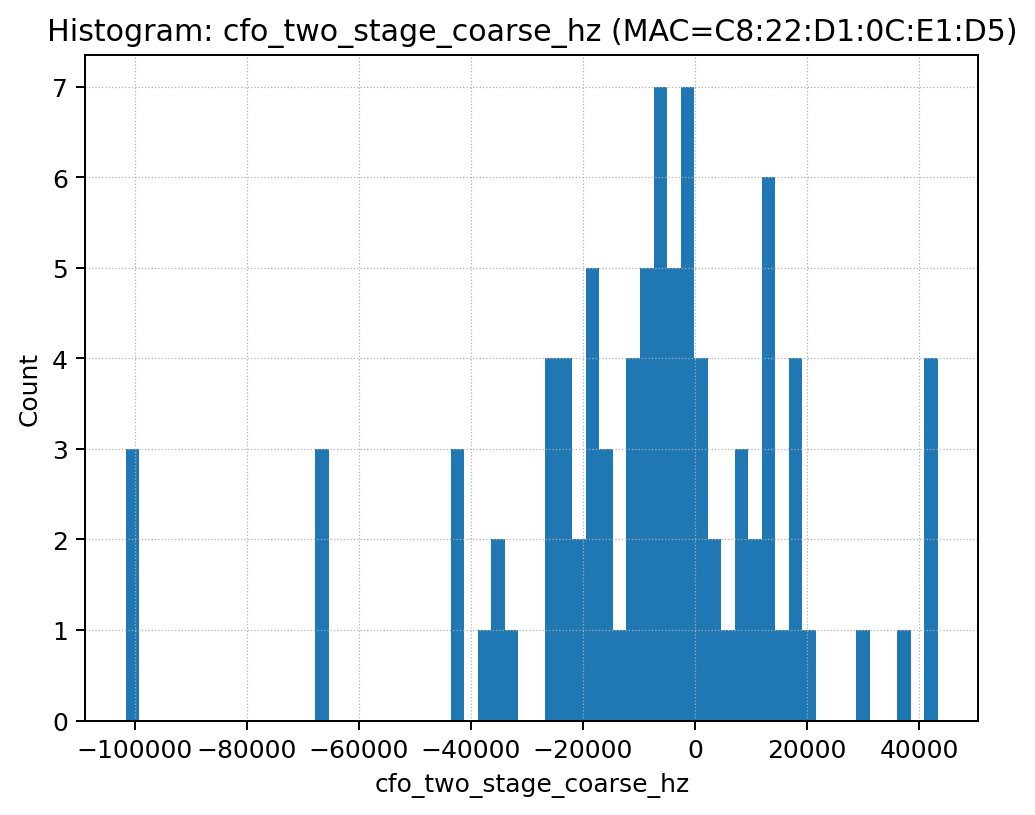 Histogram: cfo_two_stage_coarse_hz (MAC=C8:22:D1:0C:E1:D5)
7
6
5
4
3
2
1
0
Count
−100000 −80000 −60000 −40000 −20000 0 20000 40000
cfo_two_stage_coarse_hz